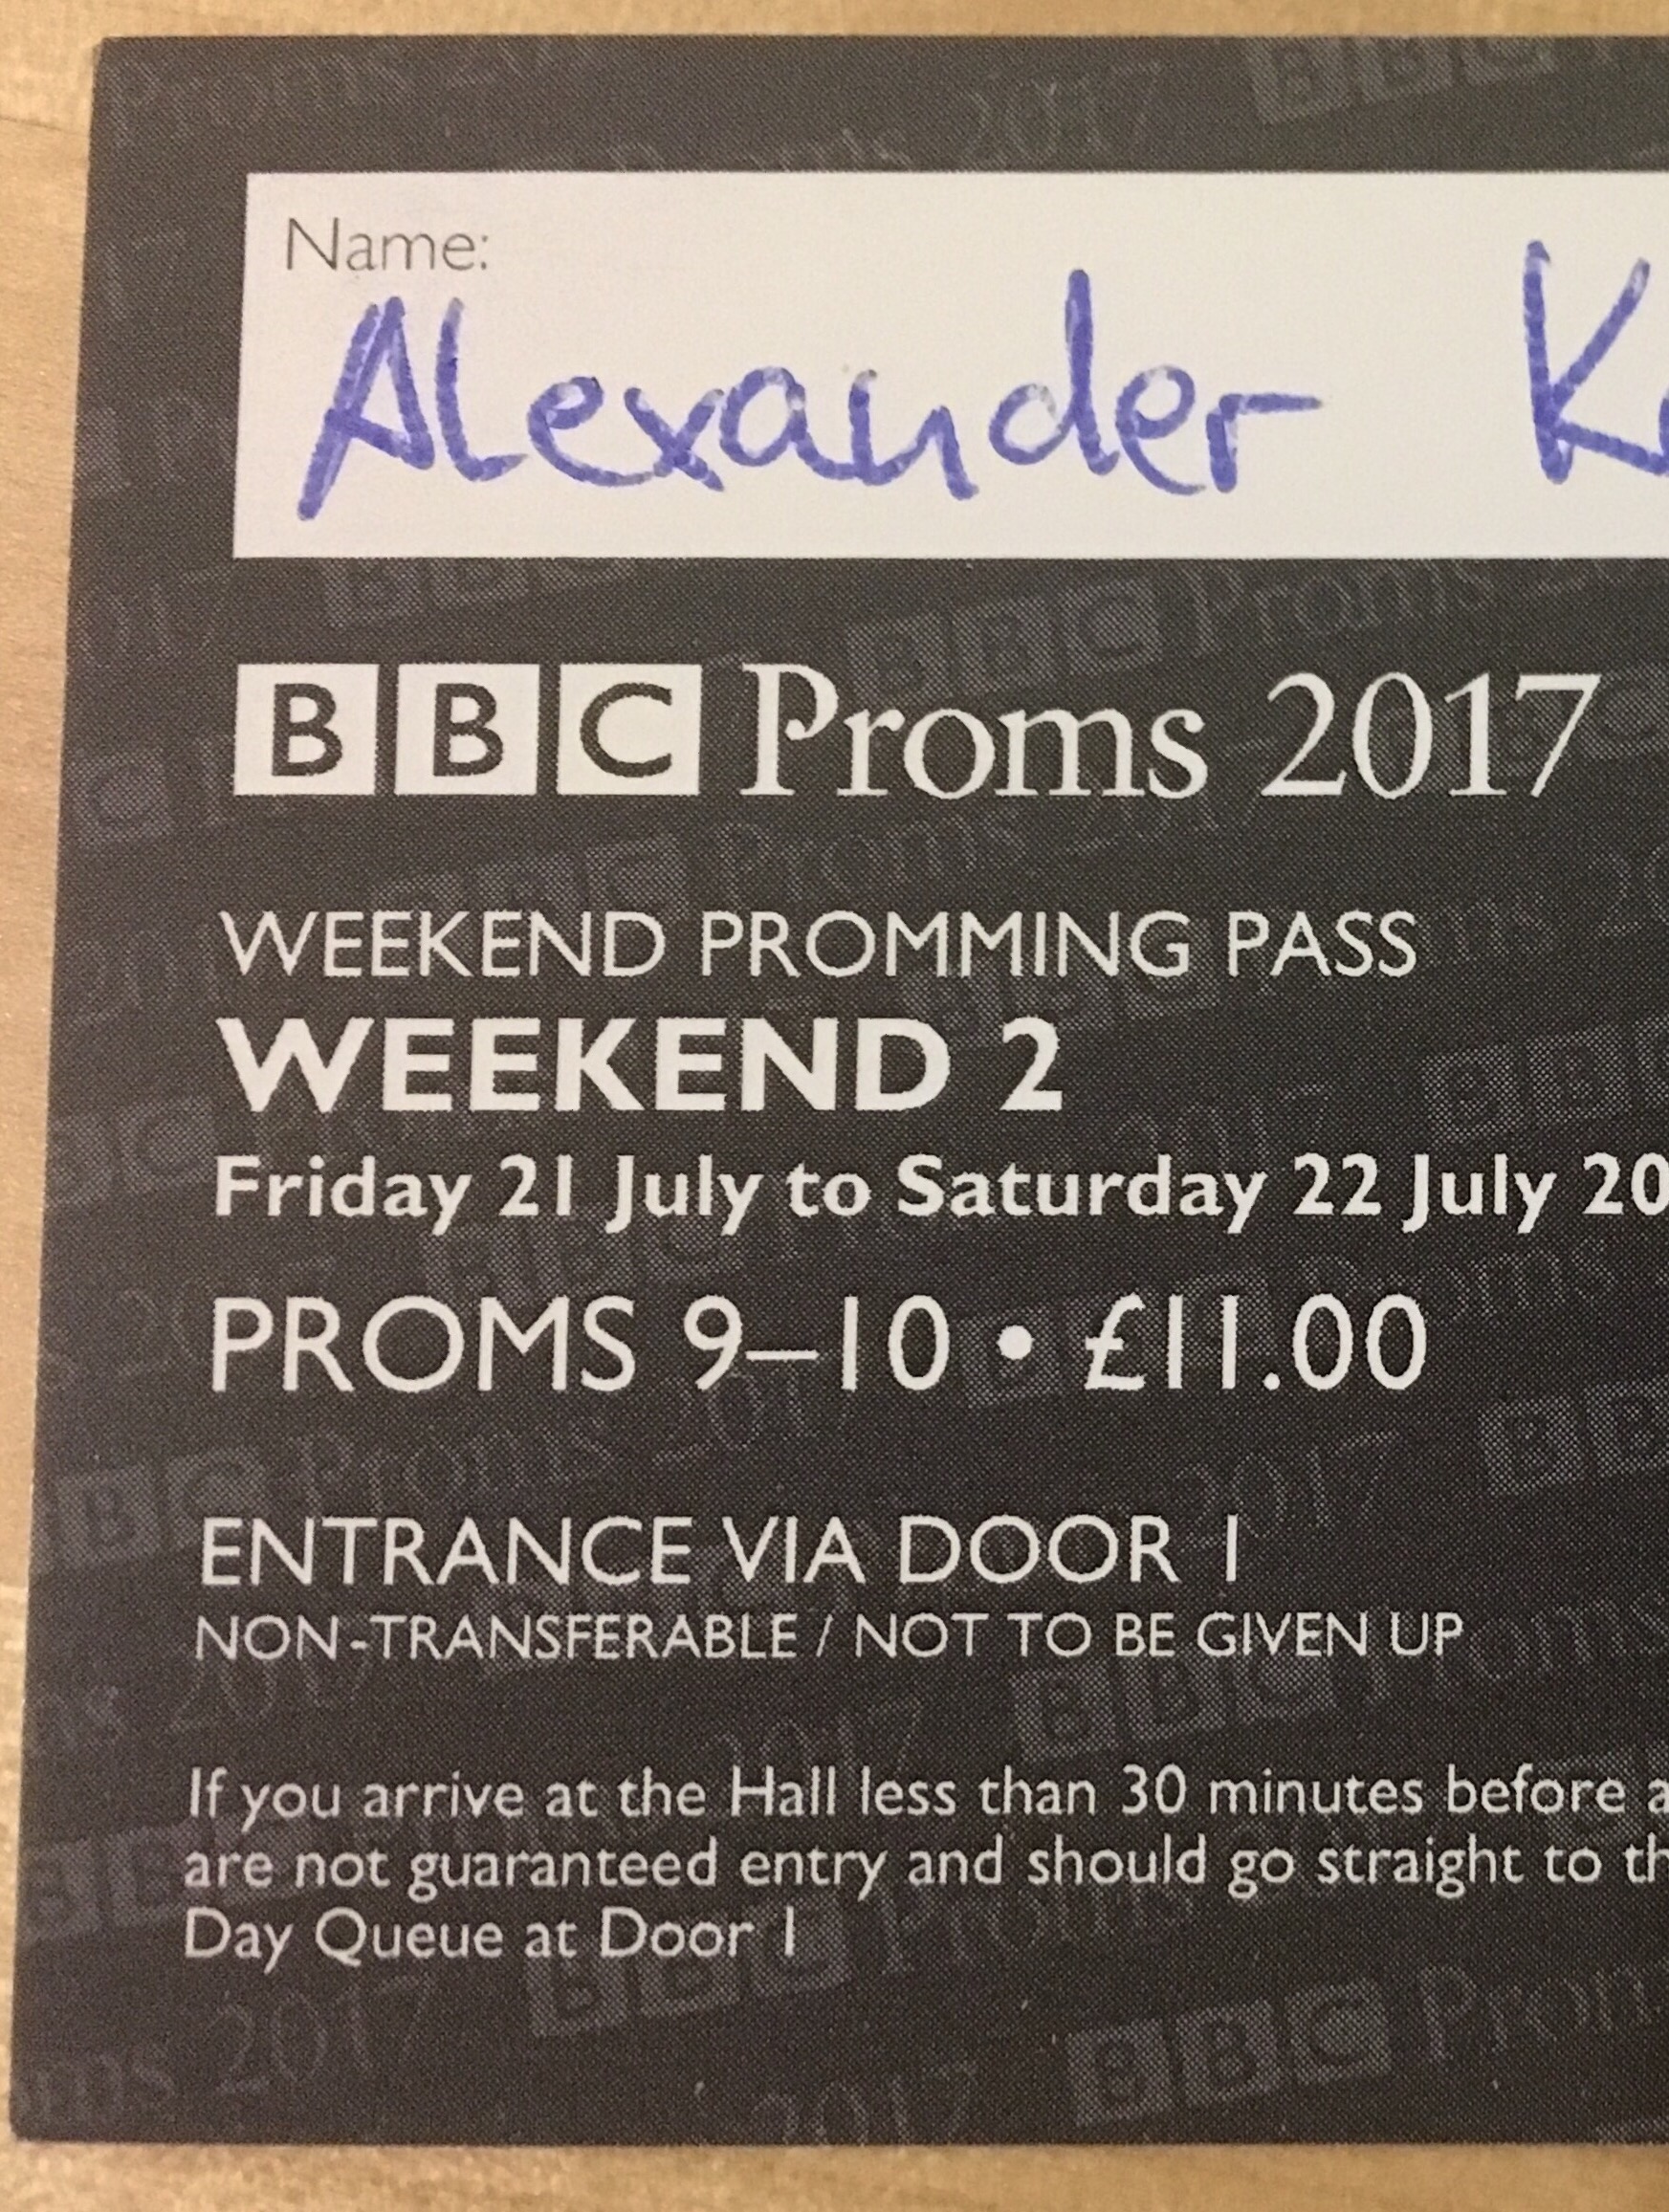 Name:
Alexander
BBC Proms 2017
WEEKEND PROMMING PASS
WEEKEND 2
Friday 21 July to Saturday 22 July
PROMS 9–10 • £11.00
ENTRANCE VIA DOOR 1
NON-TRANSFERABLE / NOT TO BE GIVEN UP
If you arrive at the Hall less than 30 minutes before
are not guaranteed entry and should go straight to
Day Queue at Door 1